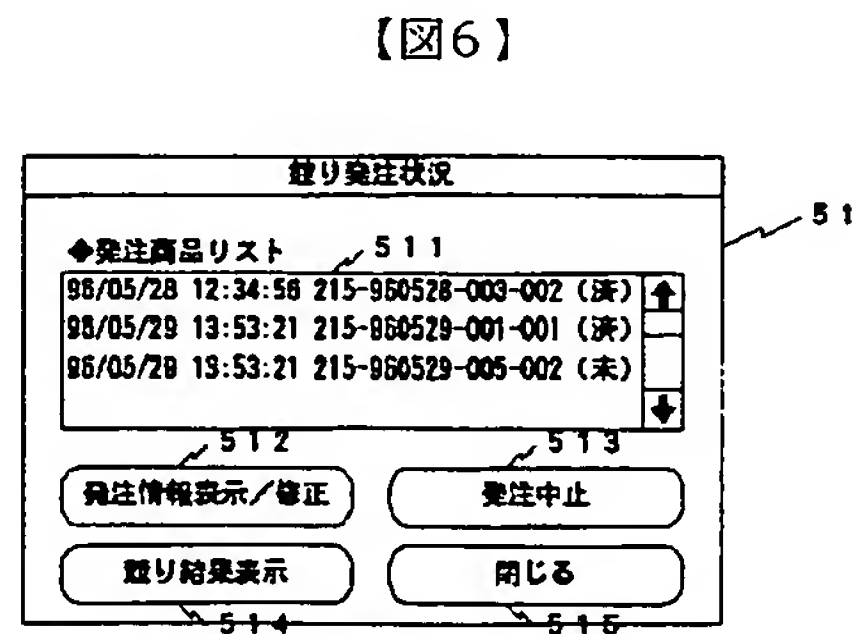 【図6】
競り発注状況
51
◆発注商品リスト 511
96/05/28 12:34:56 215-960528-003-002 (済)
96/05/29 13:53:21 215-960529-001-001 (済)
96/05/29 13:53:21 215-960529-005-002 (未)
512 513
発注情報表示/修正 発注中止
競り結果表示 閉じる
514 515